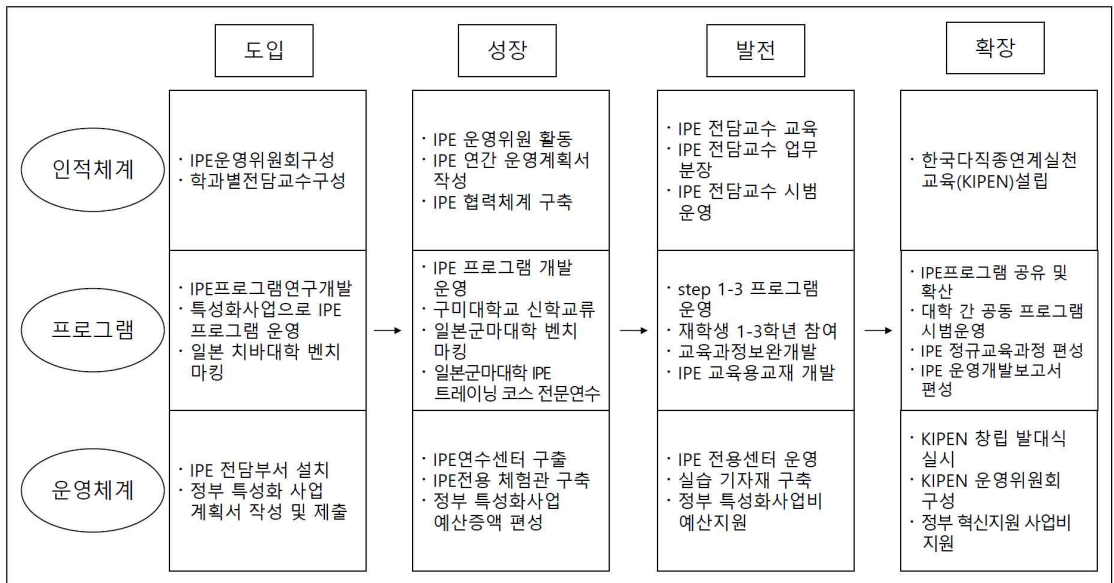 도입
성장
발전
확장
인적체계
· IPE운영위원회구성
· 학과별전담교수구성
· IPE 운영위원 활동
· IPE 연간 운영계획서
작성
· IPE 협력체계 구축
· IPE 전담교수 교육
· IPE 전담교수 업무
분장
· IPE 전담교수 시범
운영
· 한국다직종연계실천
교육(KIPEN)설립
프로그램
· IPE프로그램연구개발
· 특성화사업으로 IPE
프로그램 운영
· 일본 치바대학 벤치
마킹
· IPE 프로그램 개발
운영
· 구미대학교 신학교류
· 일본군마대학 벤치
마킹
· 일본군마대학 IPE
트레이닝 코스 전문연수
· step 1-3 프로그램
운영
· 재학생 1-3학년 참여
· 교육과정보완개발
· IPE 교육용교재 개발
· IPE프로그램 공유 및
확산
· 대학 간 공동 프로그램
시범운영
· IPE 정규교육과정 편성
· IPE 운영개발보고서
편성
운영체계
· IPE 전담부서 설치
· 정부 특성화 사업
계획서 작성 및 제출
· IPE연수센터 구출
· IPE전용 체험관 구축
· 정부 특성화사업
예산증액 편성
· IPE 전용센터 운영
· 실습 기자재 구축
· 정부 특성화사업비
예산지원
· KIPEN 창립 발대식
실시
· KIPEN 운영위원회
구성
· 정부 혁신지원 사업비
지원